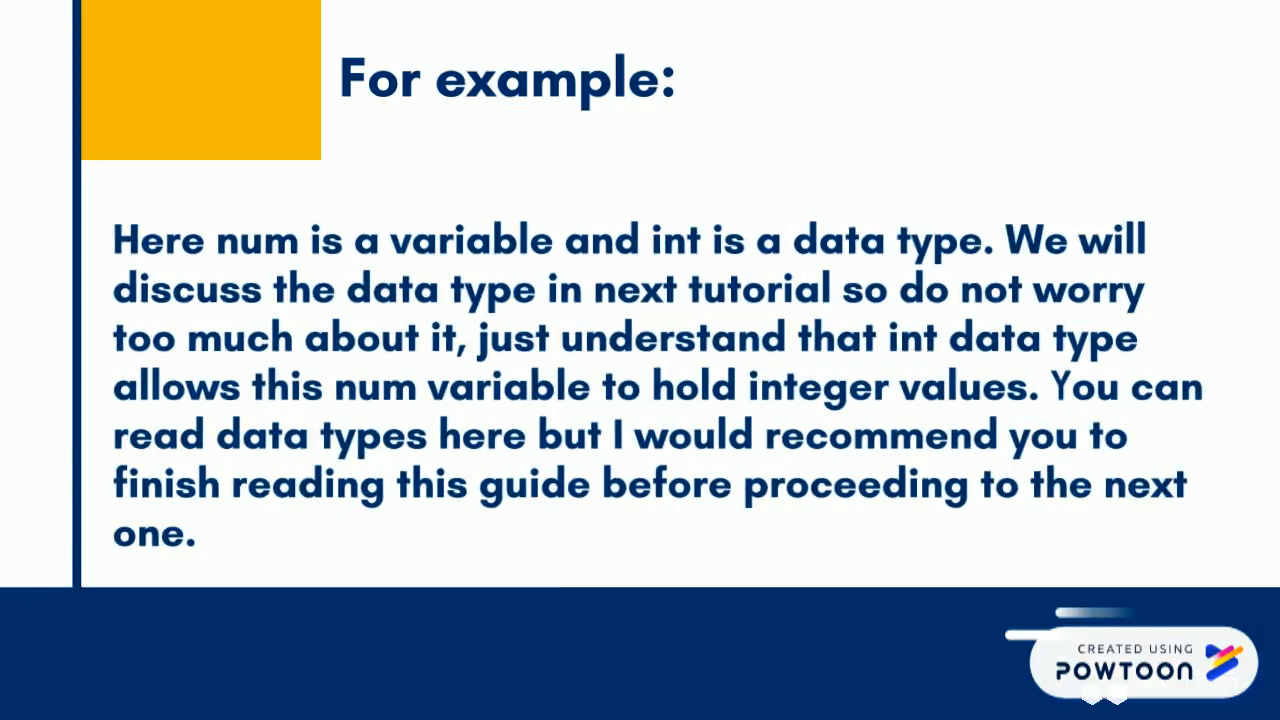 For example:
Here num is a variable and int is a data type. We will
discuss the data type in next tutorial so do not worry
too much about it, just understand that int data type
allows this num variable to hold integer values. You can
read data types here but I would recommend you to
finish reading this guide before proceeding to the next
one.
CREATED USING
POWTOON